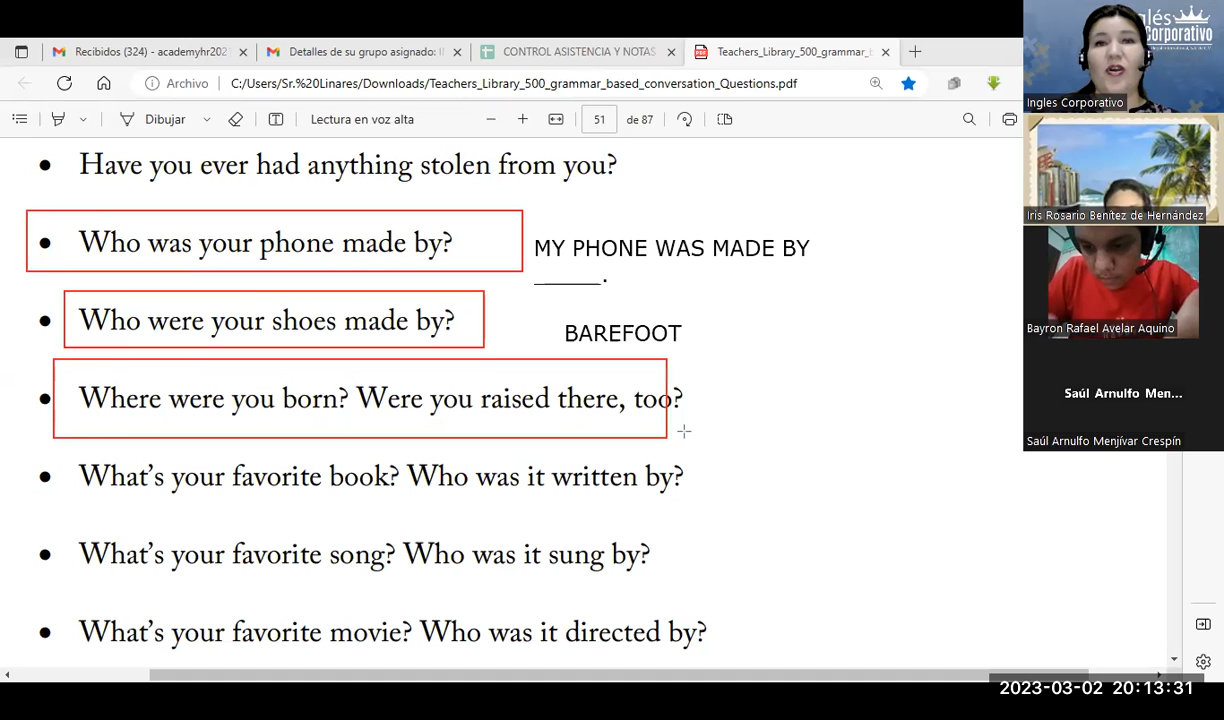 Recibidos (324) - academyhr202
Detalles de su grupo asignado: II
CONTROL ASISTENCIA Y NOTAS
Teachers_Library_500_grammar_b
Archivo
C:/Users/Sr.%20Linares/Downloads/Teachers_Library_500_grammar_based_conversation_Questions.pdf
Dibujar
Lectura en voz alta
51
de 87
• Have you ever had anything stolen from you?
• Who was your phone made by?
MY PHONE WAS MADE BY
______.
• Who were your shoes made by?
BAREFOOT
• Where were you born? Were you raised there, too?
• What's your favorite book? Who was it written by?
• What's your favorite song? Who was it sung by?
• What's your favorite movie? Who was it directed by?
Ingles Corporativo
Iris Rosario Benítez de Hernández
Bayron Rafael Avelar Aquino
Saúl Arnulfo Men...
Saúl Arnulfo Menjívar Crespín
2023-03-02 20:13:31